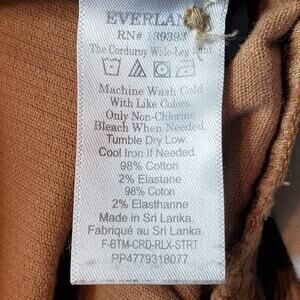 EVERLAN
RN# 139393
The Corduroy Wide-Leg
Machine Wash Cold
With Like Colors.
Only Non-Chlorine
Bleach When Needed.
Tumble Dry Low.
Cool Iron If Needed.
98% Cotton
2% Elastane
98% Coton
2% Elasthanne
Made in Sri Lanka.
Fabriqué au Sri Lanka.
F-BTM-CRD-RLX-STRT
PP4779318077